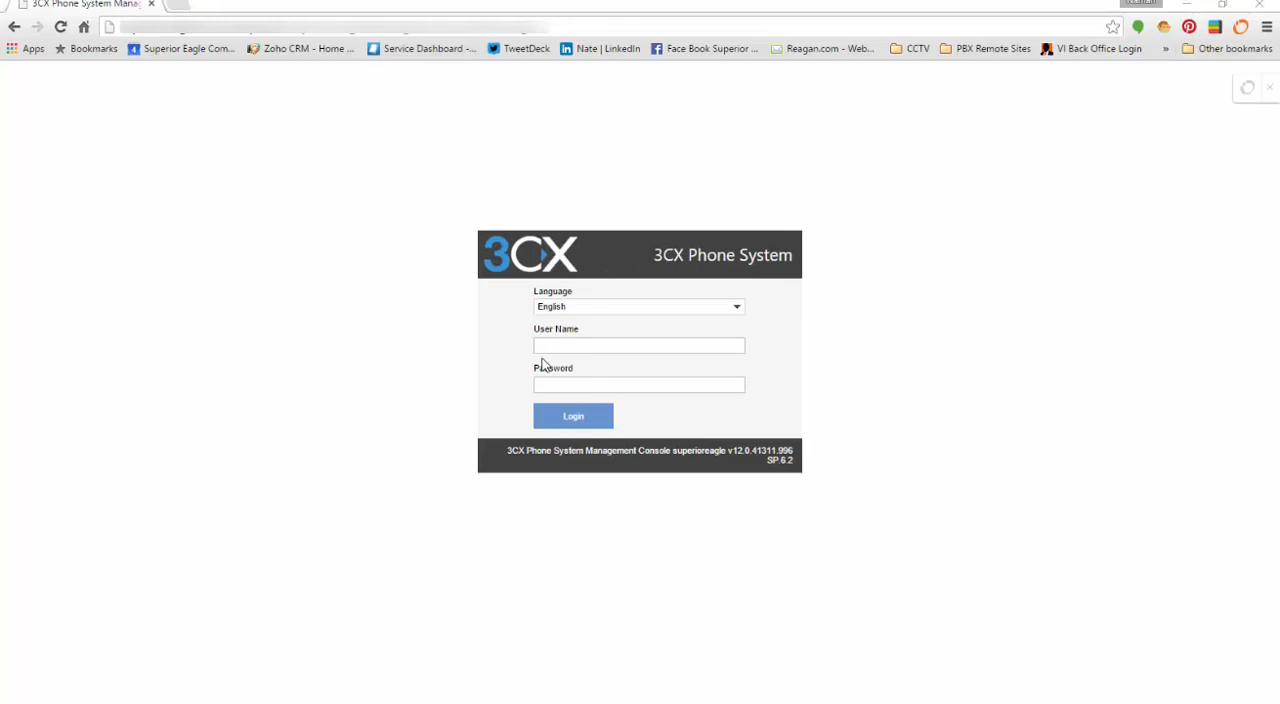 3CX Phone System Mana
Apps
Bookmarks
Superior Eagle Com...
Zoho CRM - Home ...
Service Dashboard -...
TweetDeck
Nate | LinkedIn
Face Book Superior ...
Reagan.com - Web...
CCTV
PBX Remote Sites
VI Back Office Login
»
Other bookmarks
3CX
3CX Phone System
Language
English
User Name
Password
Login
3CX Phone System Management Console superioreagle v12.0.41311.996
SP.6.2